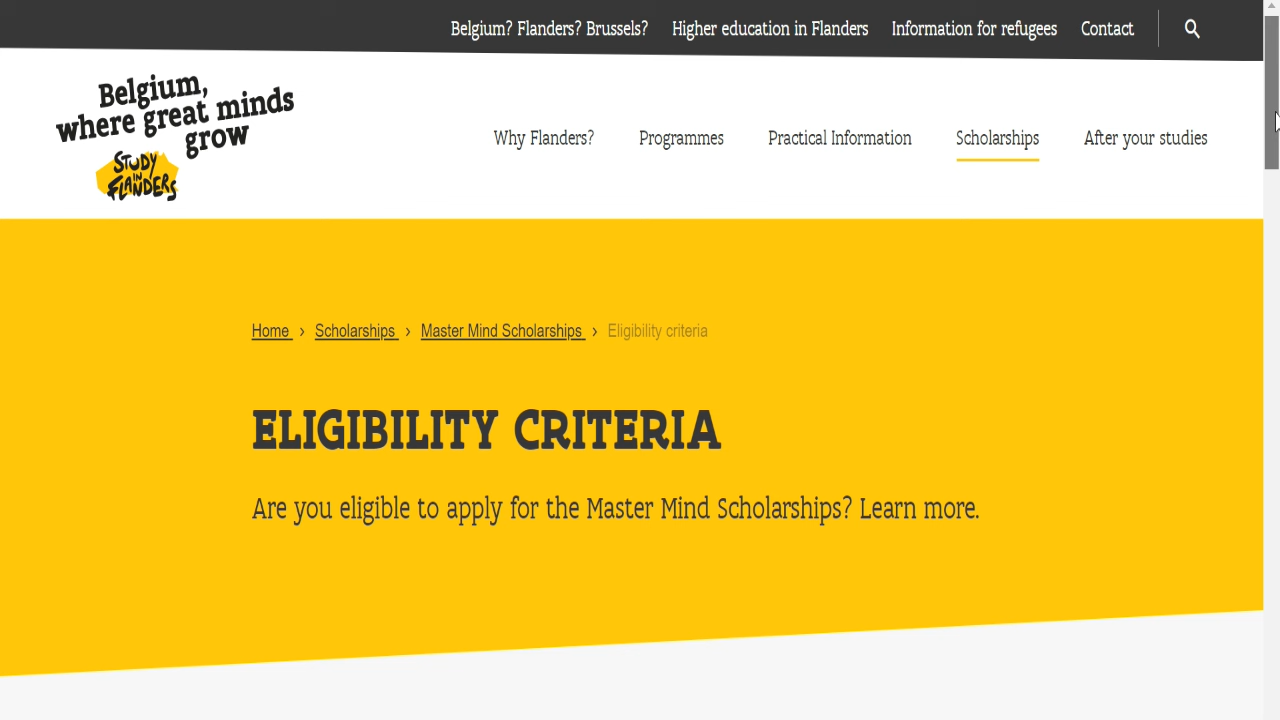 Belgium? Flanders? Brussels? Higher education in Flanders Information for refugees Contact
Belgium,
where great minds
grow
STUDY
IN
FLANDERS
Why Flanders? Programmes Practical Information Scholarships After your studies
Home › Scholarships › Master Mind Scholarships › Eligibility criteria
ELIGIBILITY CRITERIA
Are you eligible to apply for the Master Mind Scholarships? Learn more.